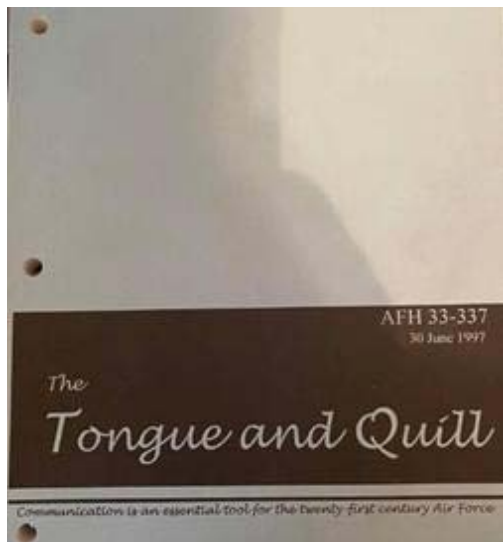 AFH 33-337
30 June 1997
The
Tongue and Quill
Communication is an essential tool for the twenty-first century Air Force